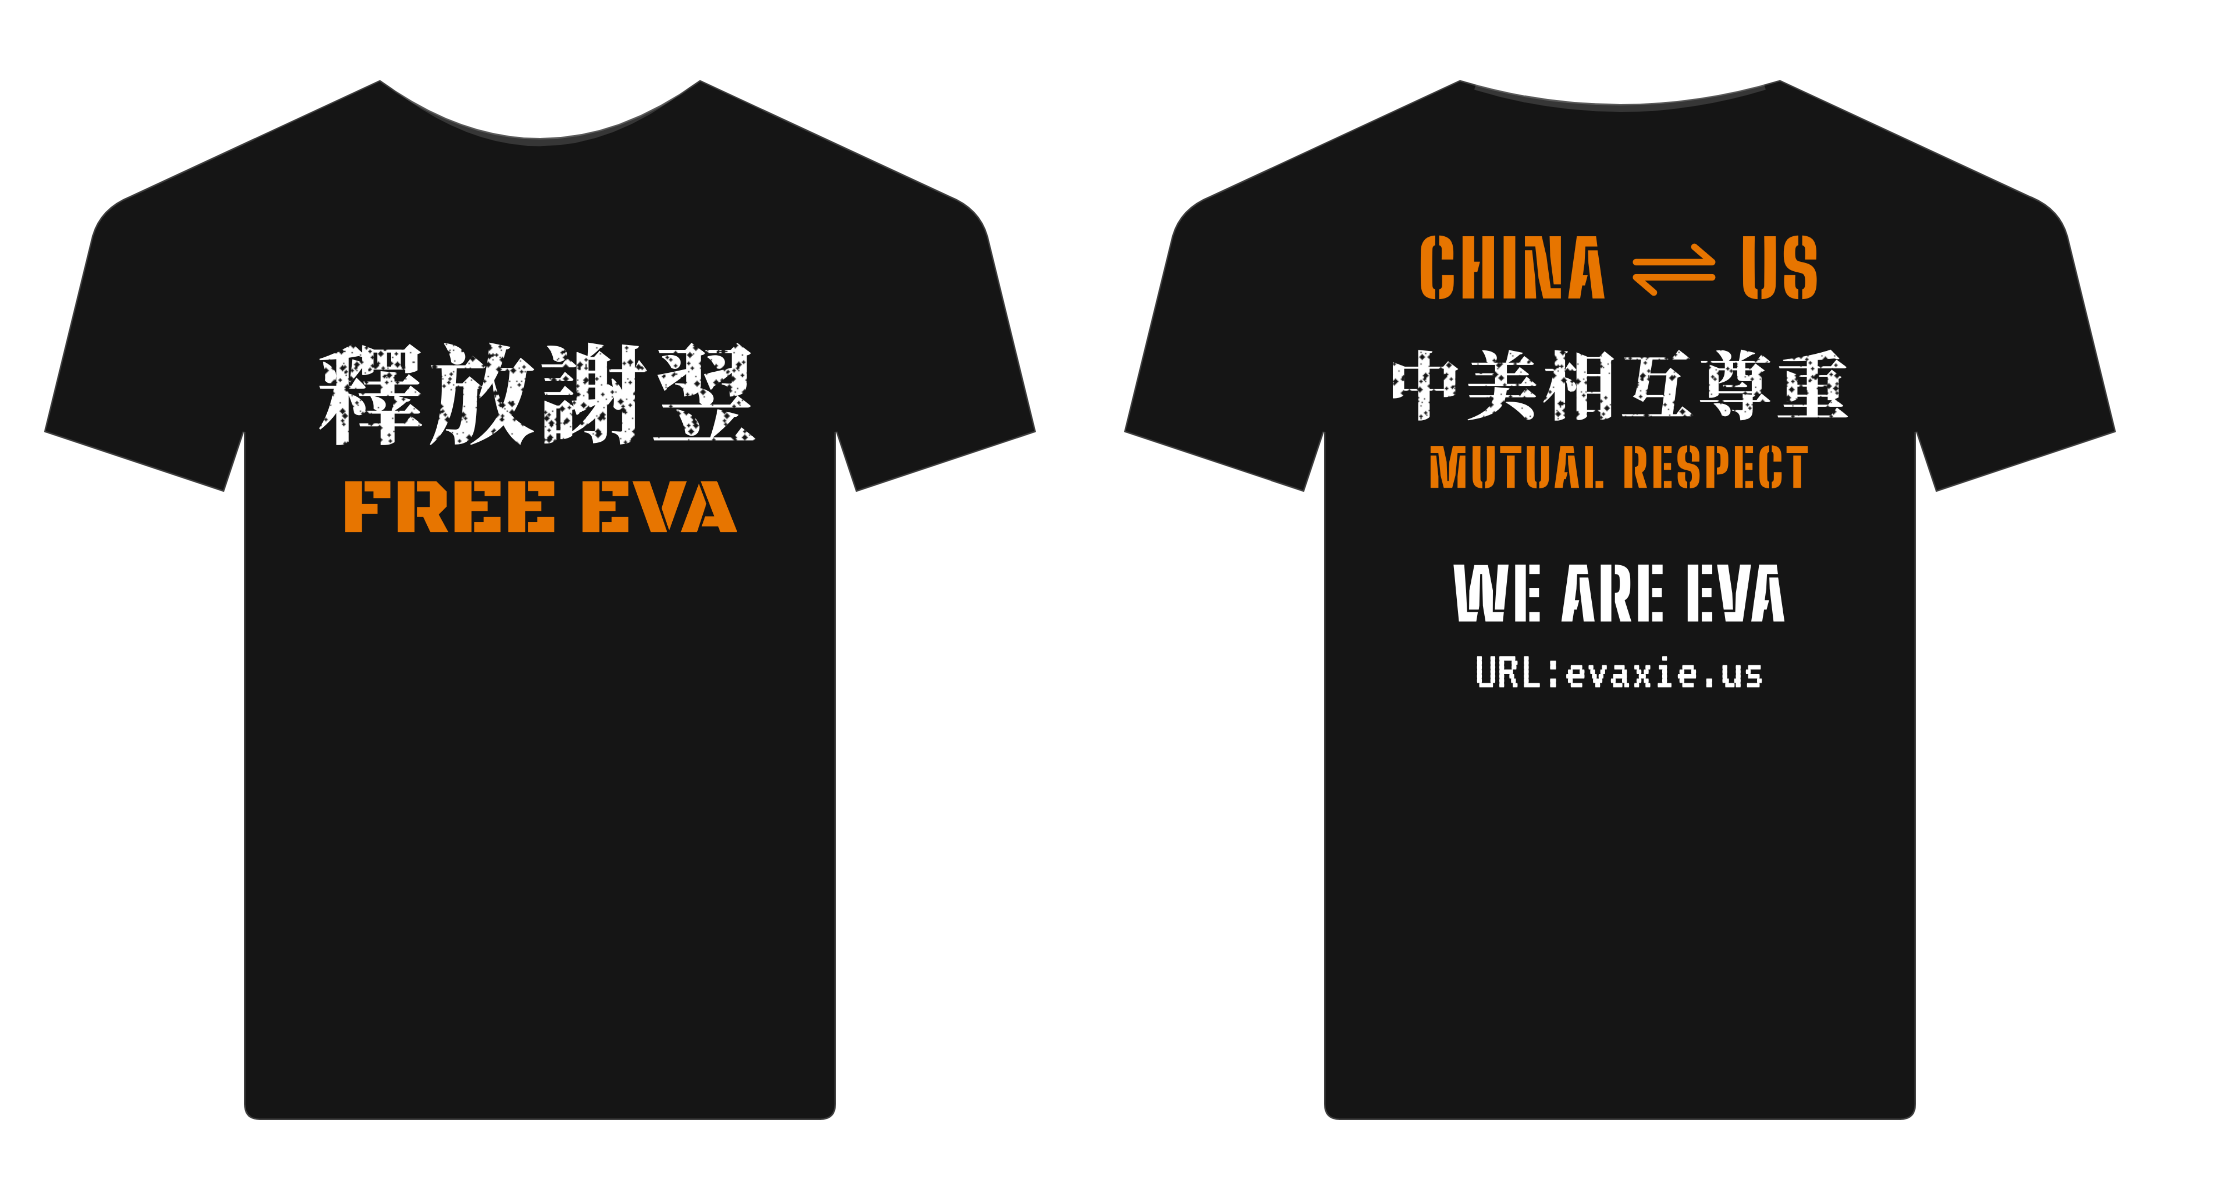 釋放謝翌
FREE EVA
CHINA ⇌ US
中美相互尊重
MUTUAL RESPECT
WE ARE EVA
URL:evaxie.us